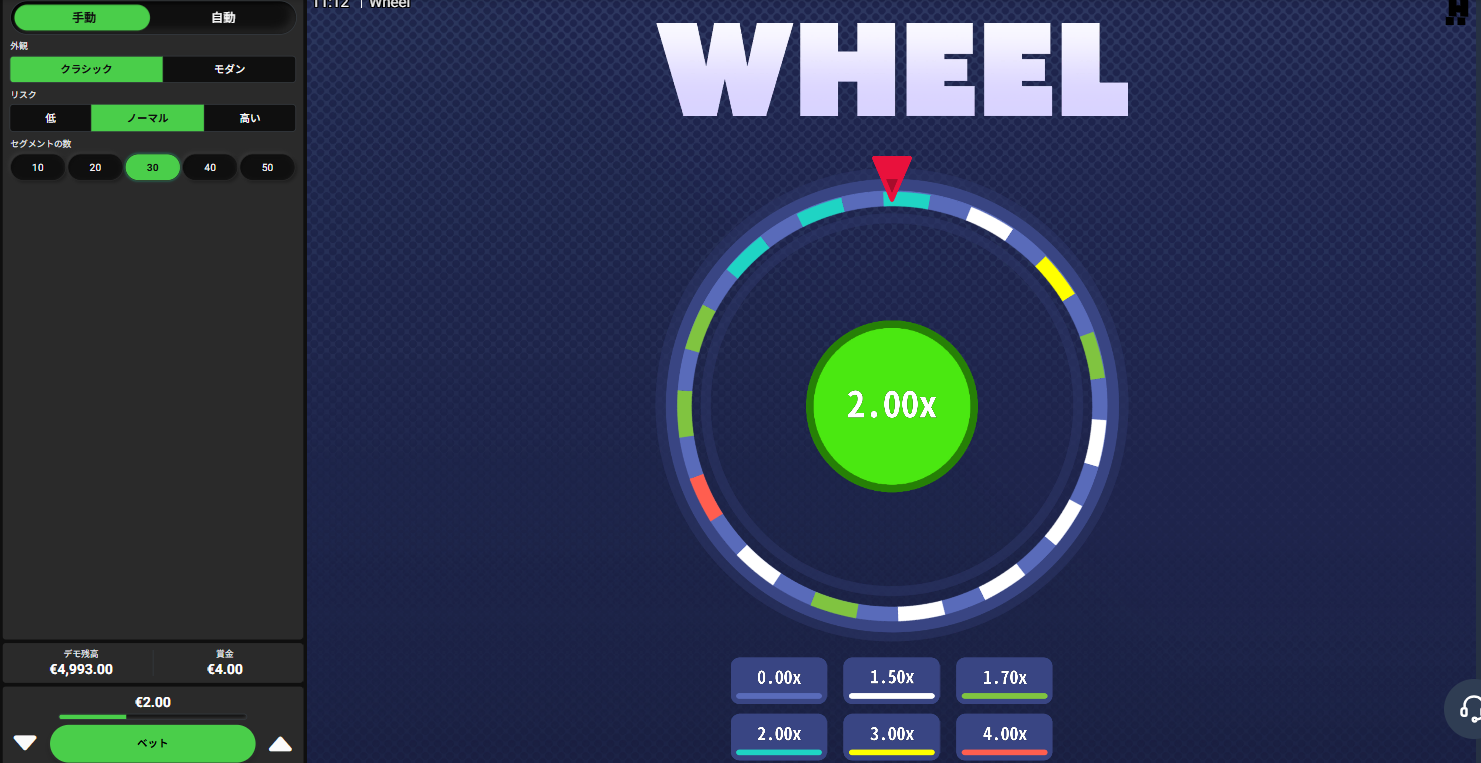 手動 自動
11:12 | Wheel
外観
クラシック モダン
リスク
低 ノーマル 高い
セグメントの数
10 20 30 40 50
WHEEL
2.00x
デモ残高 賞金
€4,993.00 €4.00
€2.00
ベット
0.00x 1.50x 1.70x
2.00x 3.00x 4.00x